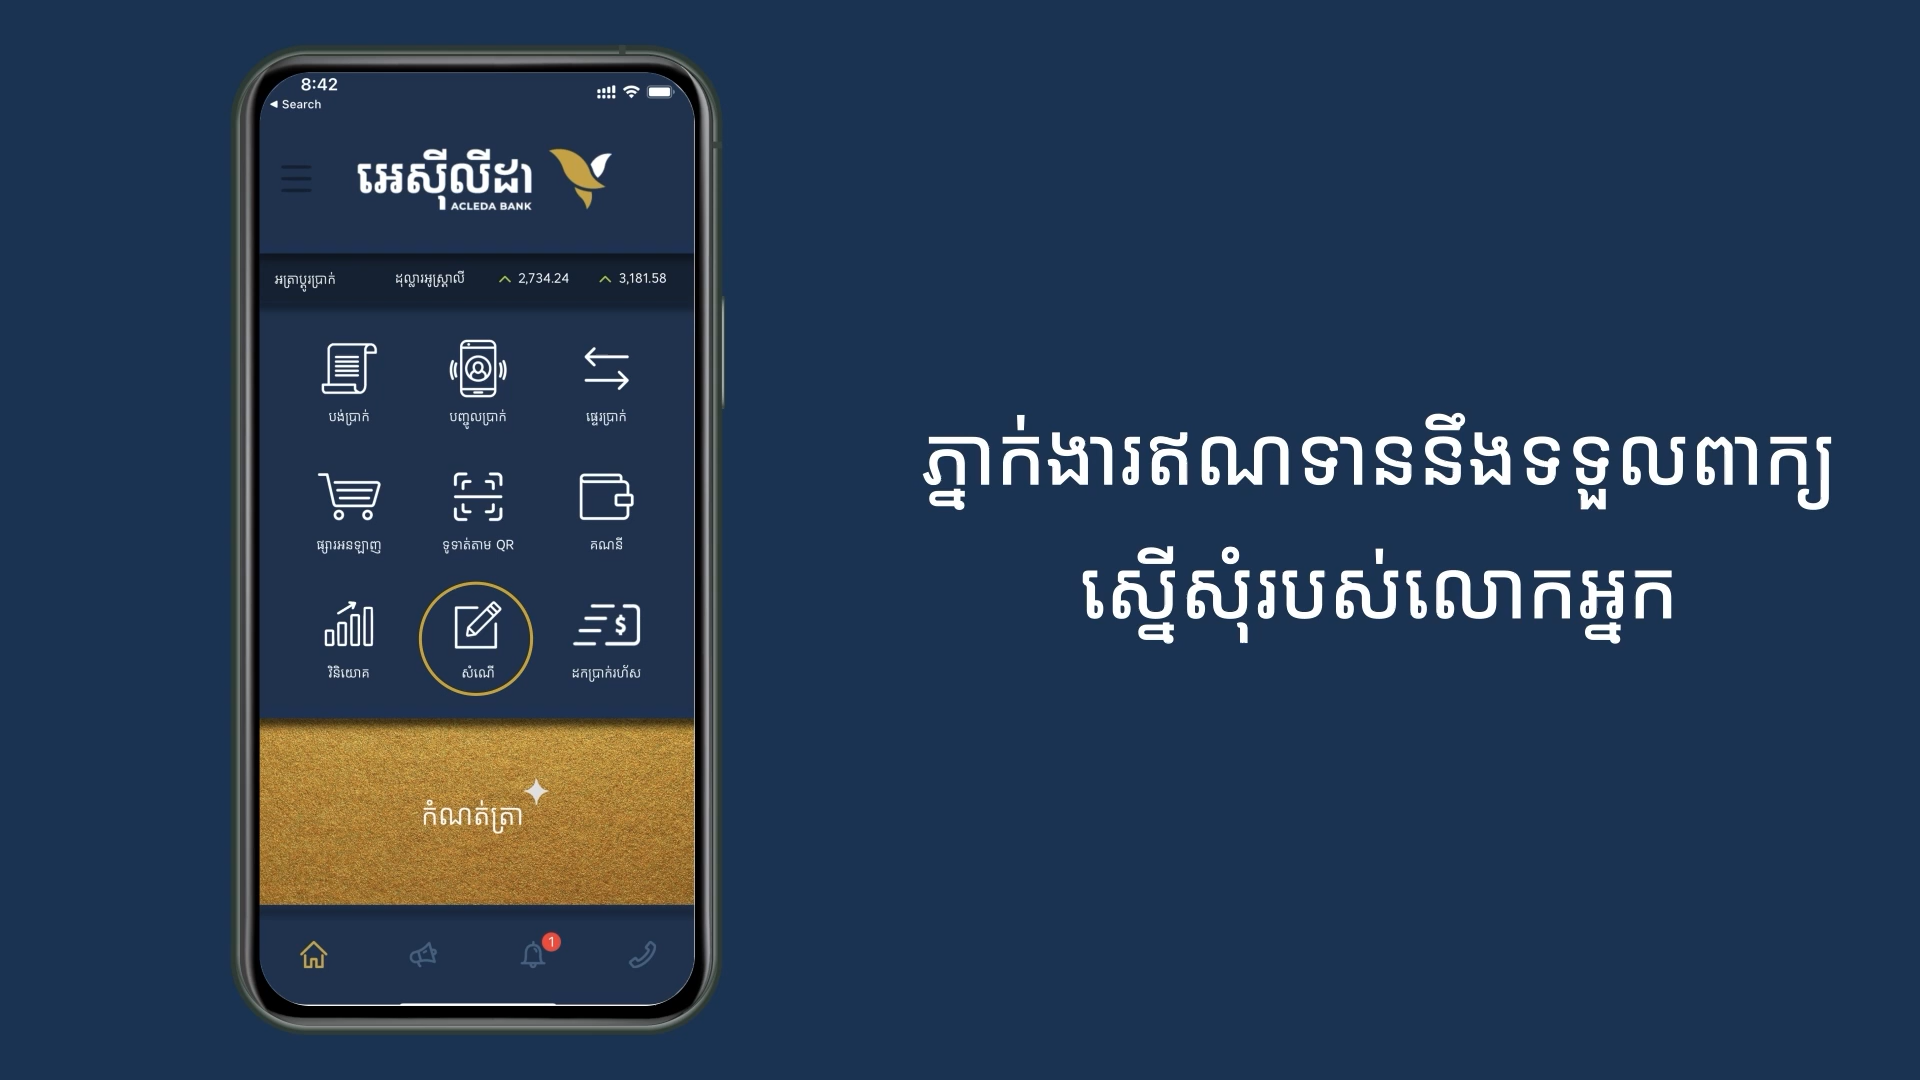 8:42
◀ Search
អេស៊ីលីដា
ACLEDA BANK
អត្រាប្តូរប្រាក់ ដុល្លារអូស្ត្រាលី 2,734.24 3,181.58
បង់ប្រាក់ បញ្ចូលប្រាក់ ផ្ទេរប្រាក់
ផ្សារអនឡាញ ទូទាត់តាម QR គណនី
វិនិយោគ សំណើ ដកប្រាក់រហ័ស
កំណត់ត្រា
1
ភ្នាក់ងារឥណទាននឹងទទួលពាក្យ
ស្នើសុំរបស់លោកអ្នក